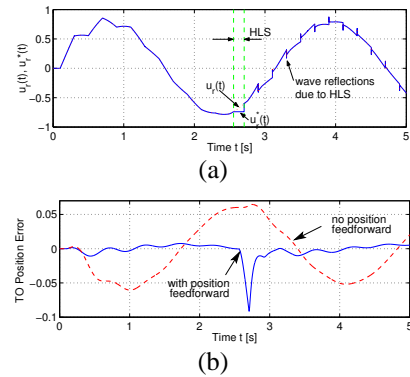 1
0.5
0
−0.5
−1
u_r(t), u_r^*(t)
HLS
u_r(t)
u_r^*(t)
wave reflections
due to HLS
0 1 2 3 4 5
Time t [s]
(a)
0.05
0
−0.05
−0.1
TO Position Error
no position
feedforward
with position
feedforward
0 1 2 3 4 5
Time t [s]
(b)